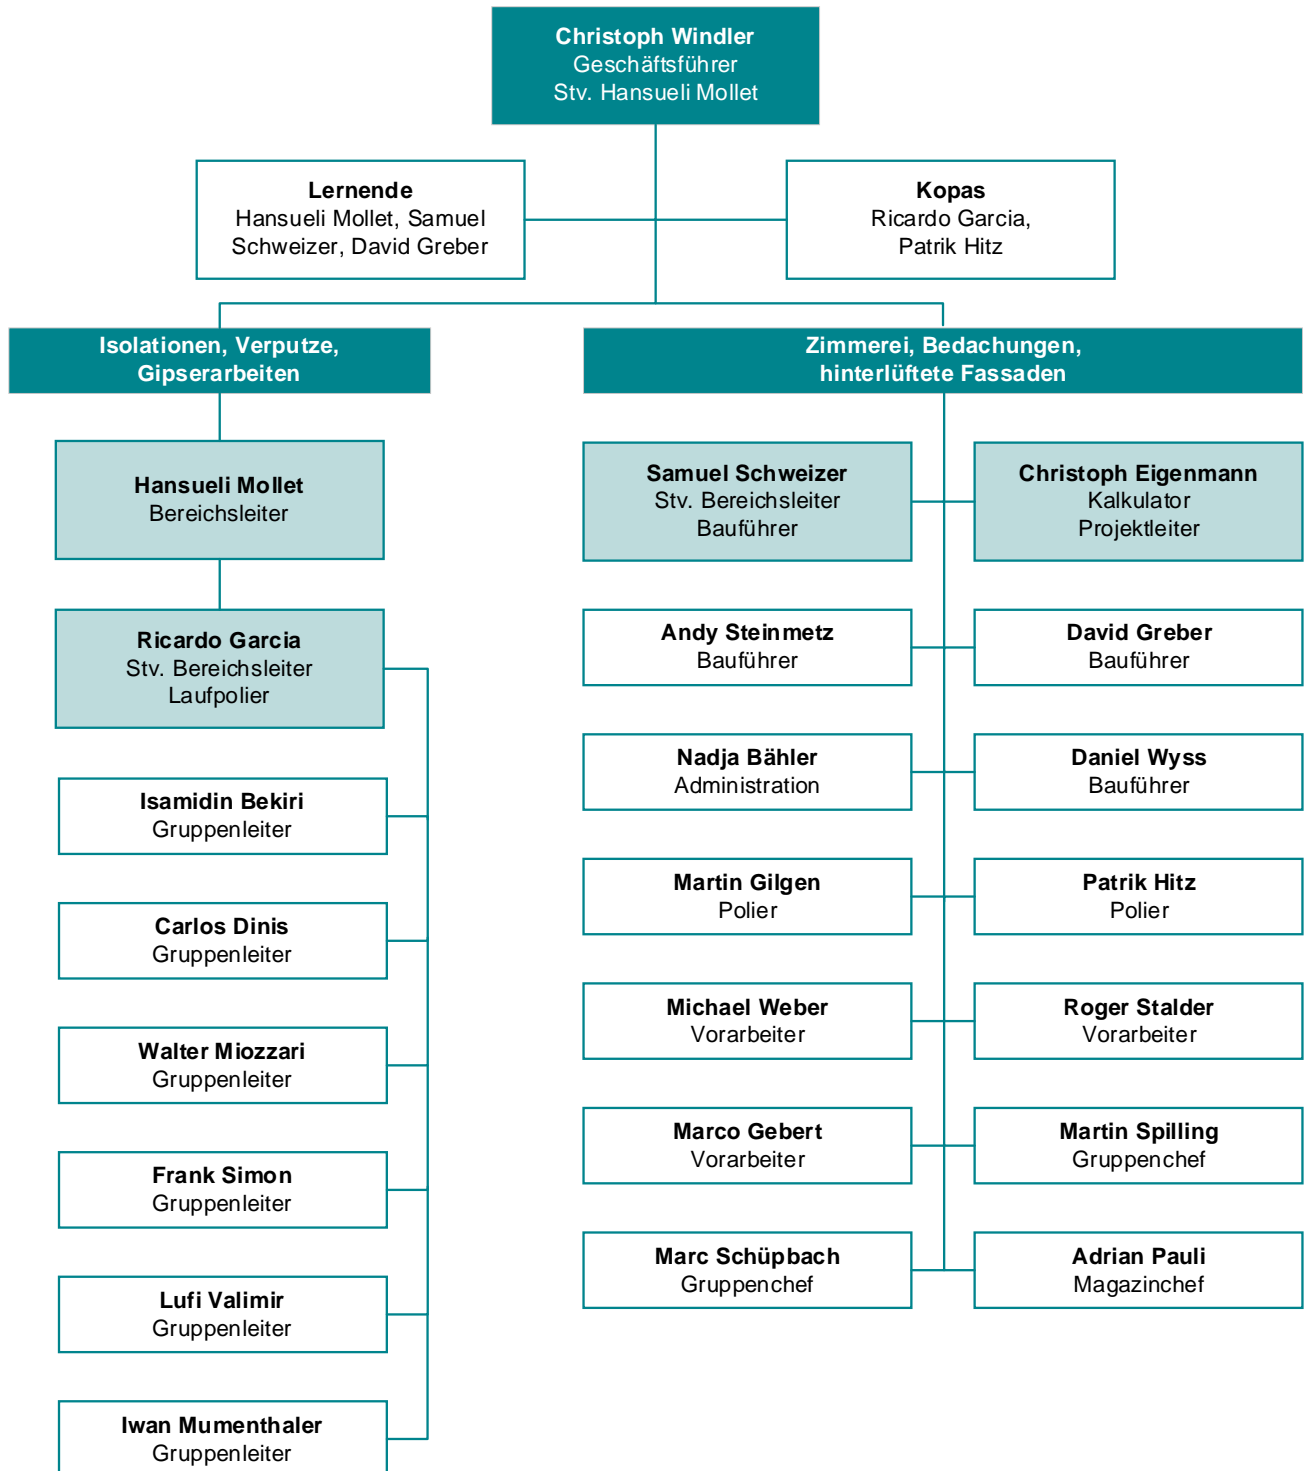 Christoph Windler
Geschäftsführer
Stv. Hansueli Mollet
Lernende
Hansueli Mollet, Samuel
Schweizer, David Greber
Kopas
Ricardo Garcia,
Patrik Hitz
Isolationen, Verputze,
Gipserarbeiten
Hansueli Mollet
Bereichsleiter
Ricardo Garcia
Stv. Bereichsleiter
Laufpolier
Isamidin Bekiri
Gruppenleiter
Carlos Dinis
Gruppenleiter
Walter Miozzari
Gruppenleiter
Frank Simon
Gruppenleiter
Lufi Valimir
Gruppenleiter
Iwan Mumenthaler
Gruppenleiter
Zimmerei, Bedachungen,
hinterlüftete Fassaden
Samuel Schweizer
Stv. Bereichsleiter
Bauführer
Christoph Eigenmann
Kalkulator
Projektleiter
Andy Steinmetz
Bauführer
David Greber
Bauführer
Nadja Bähler
Administration
Daniel Wyss
Bauführer
Martin Gilgen
Polier
Patrik Hitz
Polier
Michael Weber
Vorarbeiter
Roger Stalder
Vorarbeiter
Marco Gebert
Vorarbeiter
Martin Spilling
Gruppenchef
Marc Schüpbach
Gruppenchef
Adrian Pauli
Magazinchef